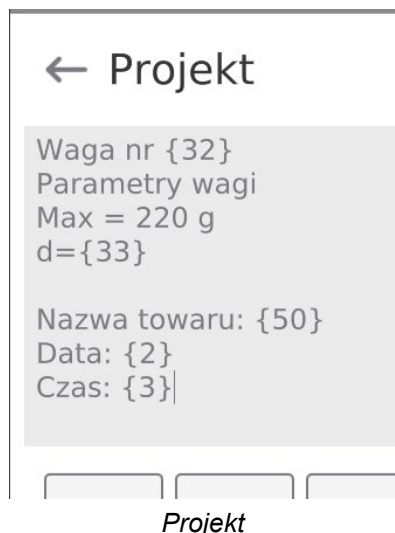 ← Projekt
Waga nr {32}
Parametry wagi
Max = 220 g
d={33}
Nazwa towaru: {50}
Data: {2}
Czas: {3}
Projekt